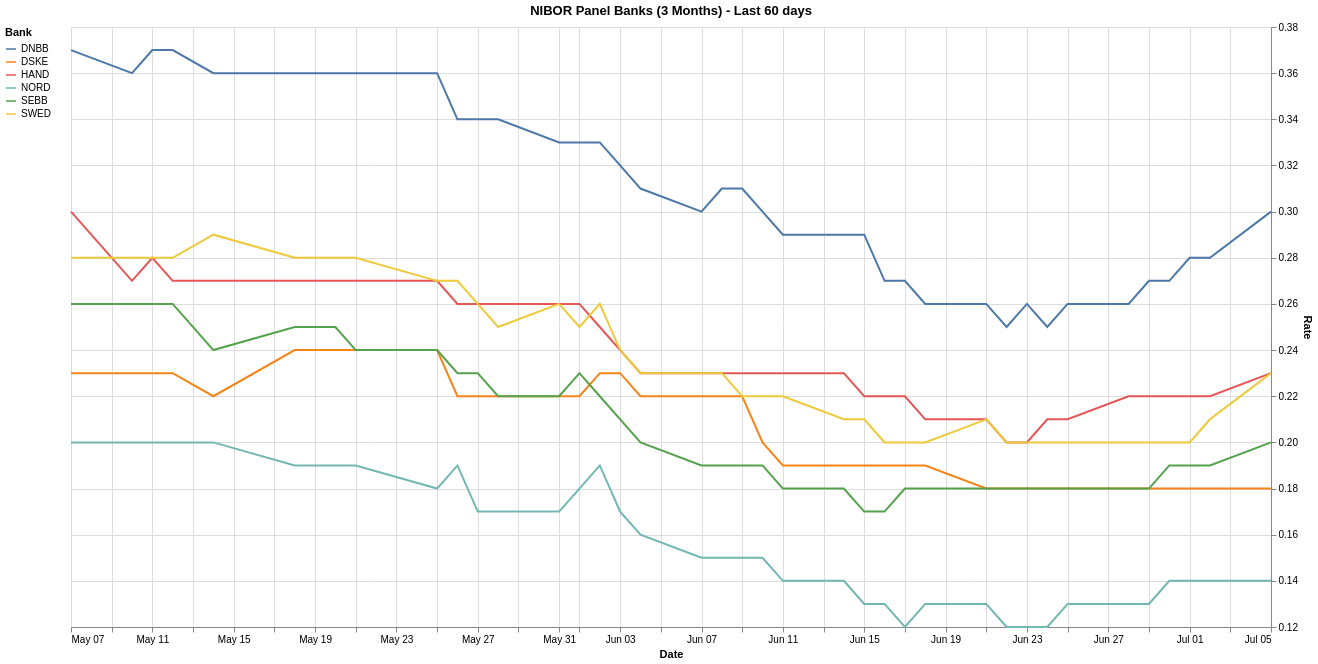 NIBOR Panel Banks (3 Months) - Last 60 days
Bank
DNBB
DSKE
HAND
NORD
SEBB
SWED
0.38
0.36
0.34
0.32
0.30
0.28
0.26
0.24
0.22
0.20
0.18
0.16
0.14
0.12
Rate
May 07 May 11 May 15 May 19 May 23 May 27 May 31 Jun 03 Jun 07 Jun 11 Jun 15 Jun 19 Jun 23 Jun 27 Jul 01 Jul 05
Date